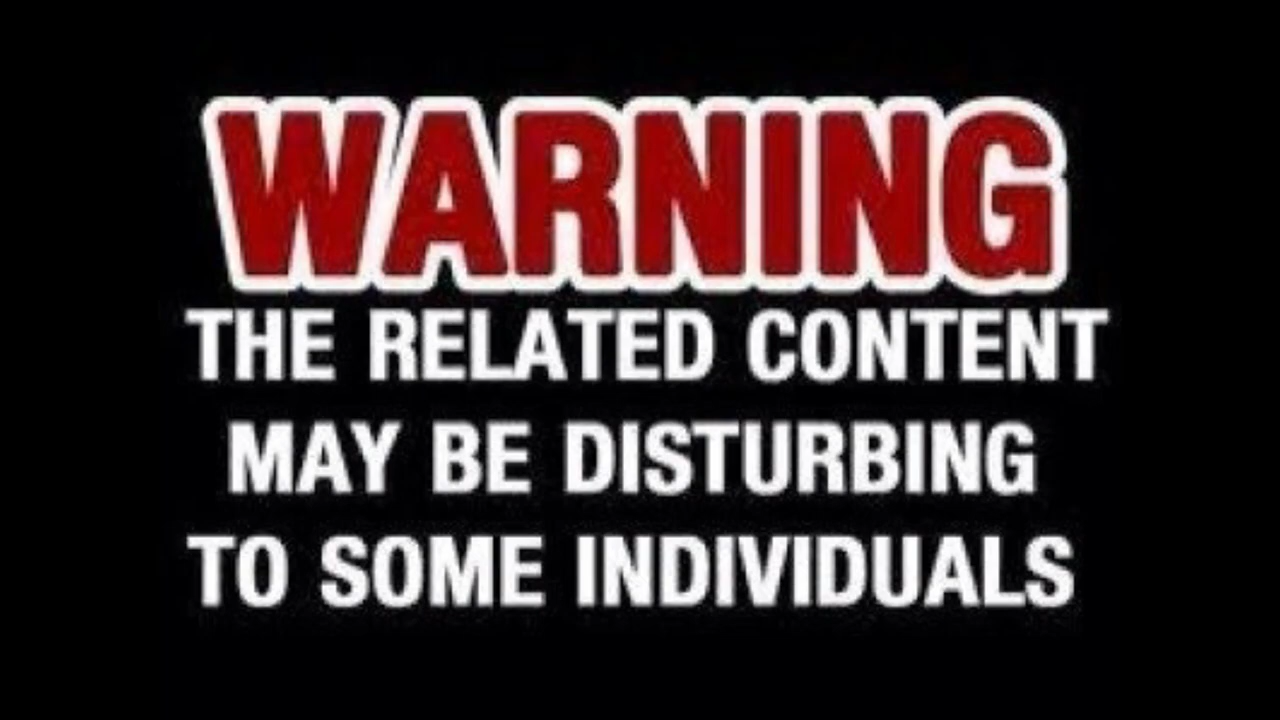 WARNING
THE RELATED CONTENT
MAY BE DISTURBING
TO SOME INDIVIDUALS